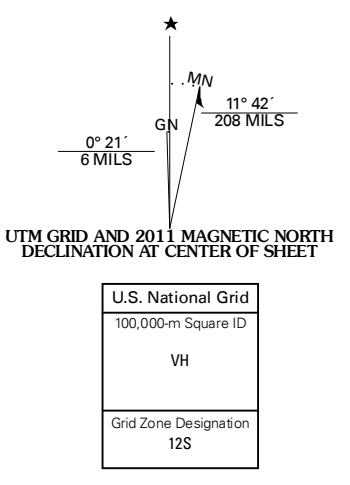 ★
MN
GN
11° 42´
208 MILS
0° 21´
6 MILS
UTM GRID AND 2011 MAGNETIC NORTH
DECLINATION AT CENTER OF SHEET
U.S. National Grid
100,000-m Square ID
VH
Grid Zone Designation
12S